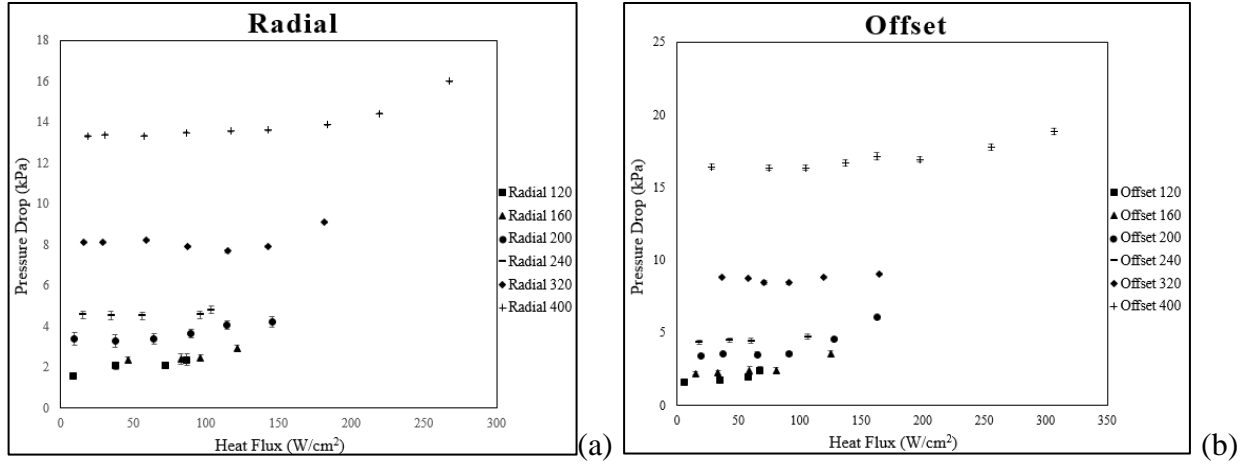 Radial
18
16
14
12
10
8
6
4
2
0
Pressure Drop (kPa)
0 50 100 150 200 250 300
Heat Flux (W/cm²)
■ Radial 120
▲ Radial 160
● Radial 200
- Radial 240
◆ Radial 320
+ Radial 400
(a)
Offset
25
20
15
10
5
0
Pressure Drop (kPa)
0 50 100 150 200 250 300 350
Heat Flux (W/cm²)
■ Offset 120
▲ Offset 160
● Offset 200
- Offset 240
◆ Offset 320
+ Offset 400
(b)